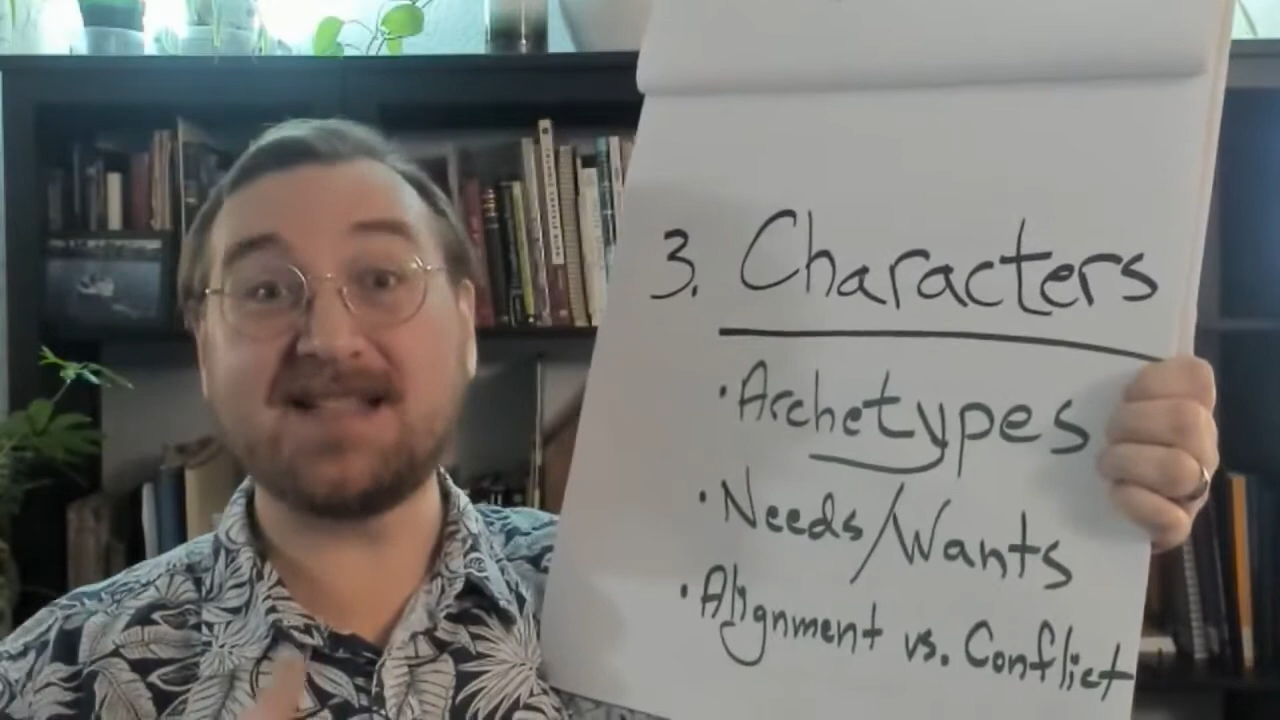 3. Characters
• Archetypes
• Needs/Wants
• Alignment vs. Conflict